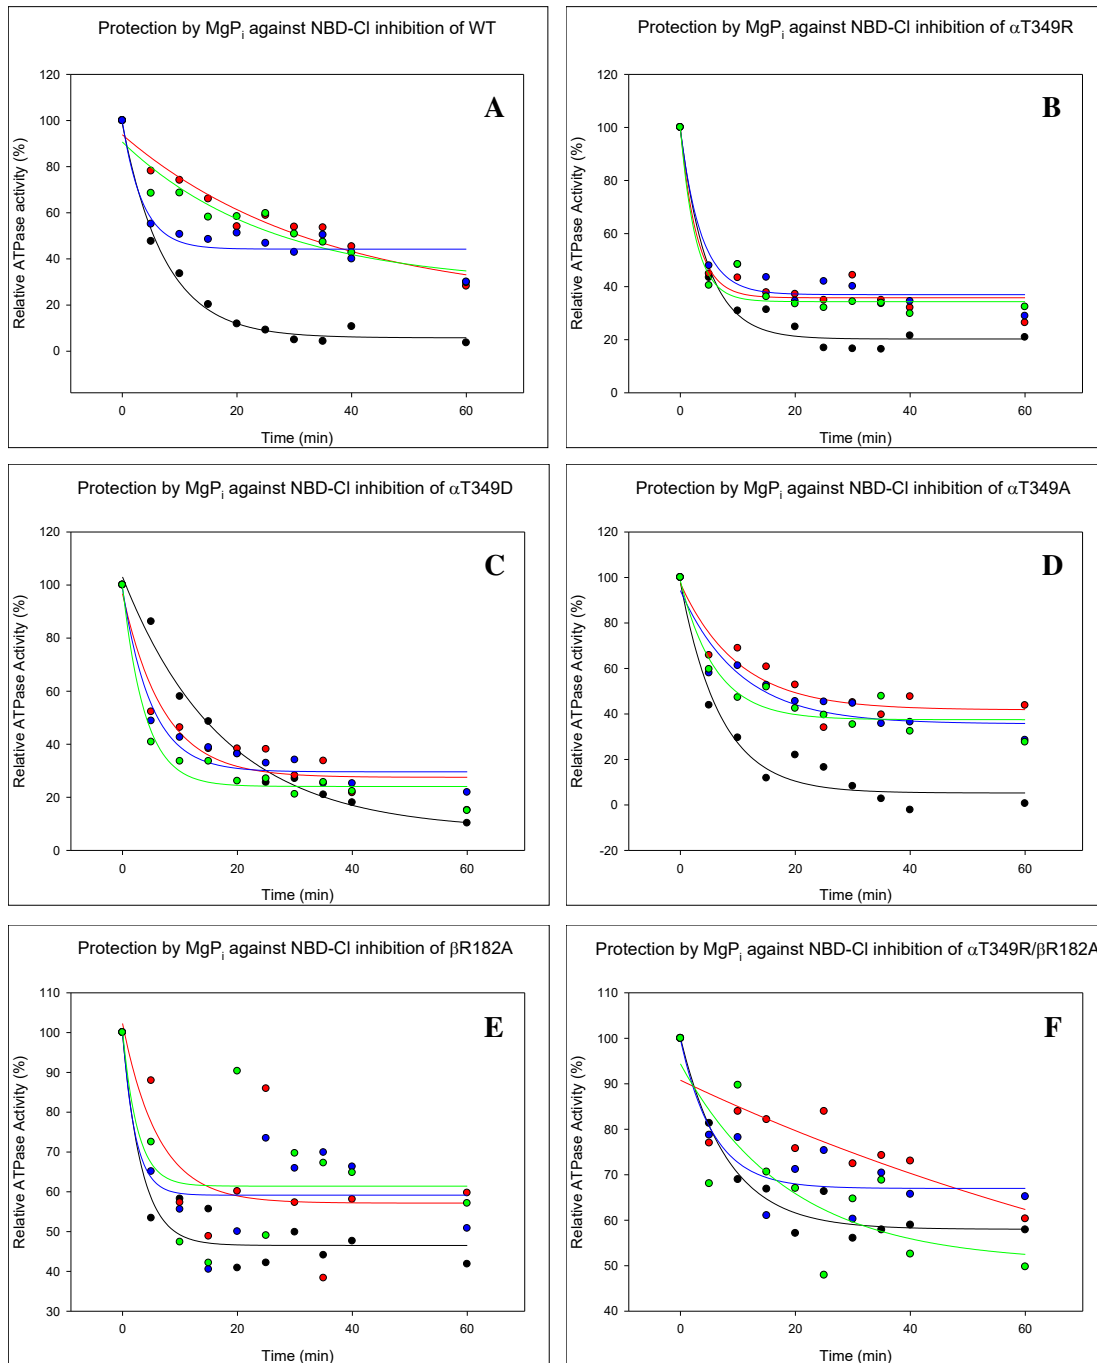 Protection by MgPi against NBD-Cl inhibition of WT
A
Relative ATPase activity (%)
120
100
80
60
40
20
0
0 20 40 60
Time (min)
Protection by MgPi against NBD-Cl inhibition of αT349R
B
Relative ATPase activity (%)
120
100
80
60
40
20
0
0 20 40 60
Time (min)
Protection by MgPi against NBD-Cl inhibition of αT349D
C
Relative ATPase Activity (%)
120
100
80
60
40
20
0
0 20 40 60
Time (min)
Protection by MgPi against NBD-Cl inhibition of αT349A
D
Relative ATPase Activity (%)
120
100
80
60
40
20
0
-20
0 20 40 60
Time (min)
Protection by MgPi against NBD-Cl inhibition of βR182A
E
Relative ATPase Activity (%)
110
100
90
80
70
60
50
40
30
0 20 40 60
Time (min)
Protection by MgPi against NBD-Cl inhibition of αT349R/βR182A
F
Relative ATPase Activity (%)
110
100
90
80
70
60
50
40
0 20 40 60
Time (min)